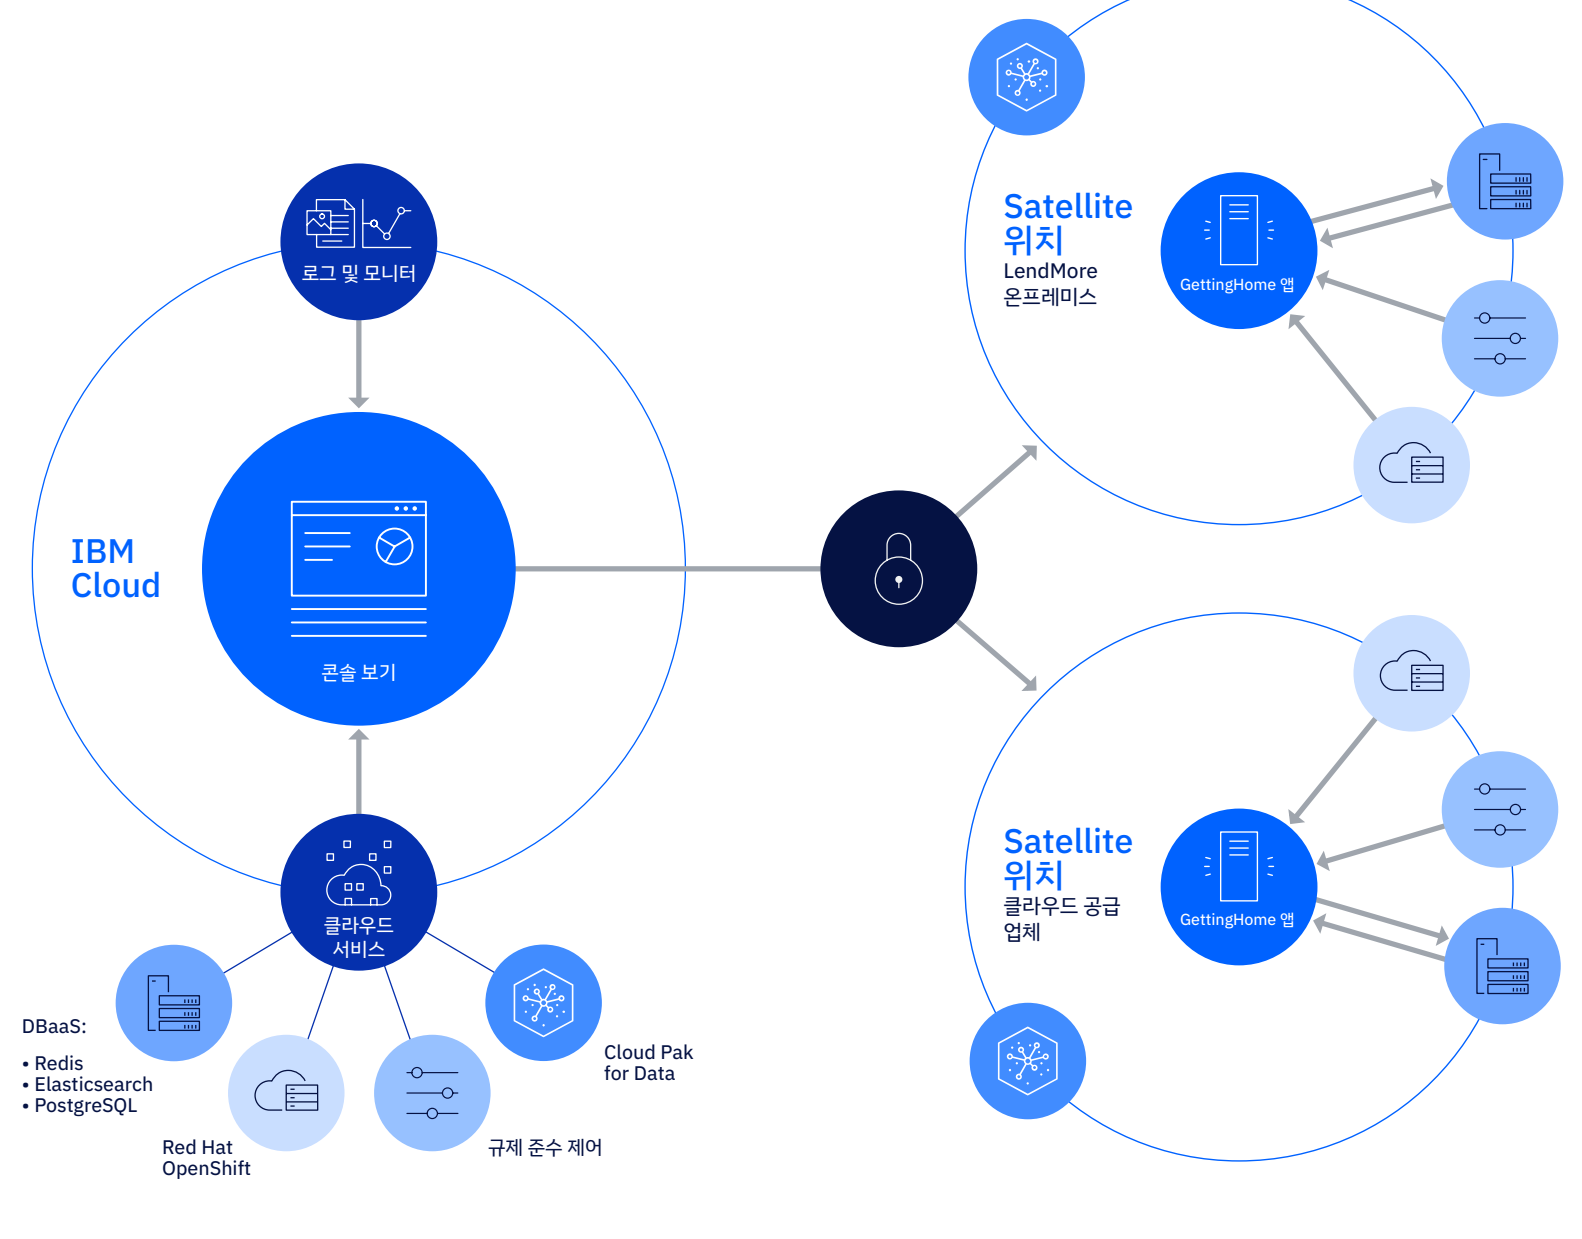 로그 및 모니터
IBM
Cloud
콘솔 보기
클라우드
서비스
DBaaS:
• Redis
• Elasticsearch
• PostgreSQL
Red Hat
OpenShift
규제 준수 제어
Cloud Pak
for Data
Satellite
위치
LendMore
온프레미스
GettingHome 앱
Satellite
위치
클라우드 공급
업체
GettingHome 앱